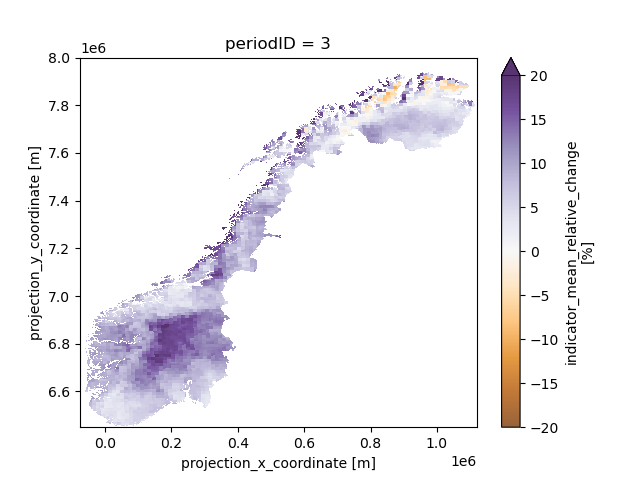 periodID = 3
1e6
8.0
7.8
7.6
7.4
7.2
7.0
6.8
6.6
projection_y_coordinate [m]
0.0 0.2 0.4 0.6 0.8 1.0
1e6
projection_x_coordinate [m]
20
15
10
5
0
−5
−10
−15
−20
indicator_mean_relative_change
[%]